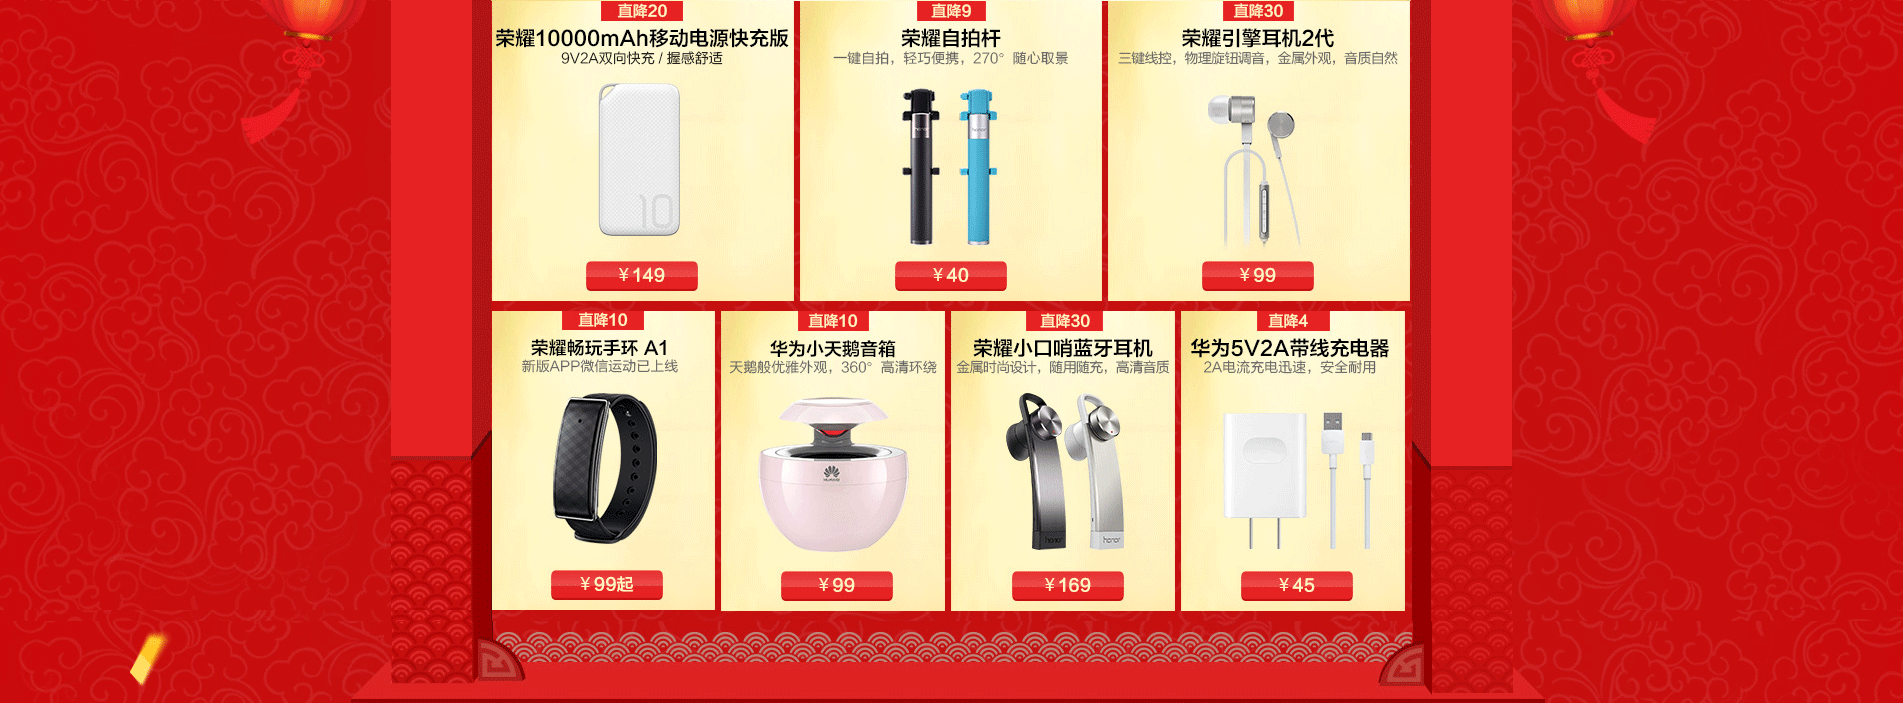 直降20
荣耀10000mAh移动电源快充版
9V2A双向快充 / 握感舒适
10
¥149
直降9
荣耀自拍杆
一键自拍，轻巧便携，270°随心取景
honor
honor
¥40
直降30
荣耀引擎耳机2代
三键线控，物理旋钮调音，金属外观，音质自然
¥99
直降10
荣耀畅玩手环 A1
新版APP微信运动已上线
¥99起
直降10
华为小天鹅音箱
天鹅般优雅外观，360°高清环绕
HUAWEI
¥99
直降30
荣耀小口哨蓝牙耳机
金属时尚设计，随用随充，高清音质
honor
honor
¥169
直降4
华为5V2A带线充电器
2A电流充电迅速，安全耐用
¥45